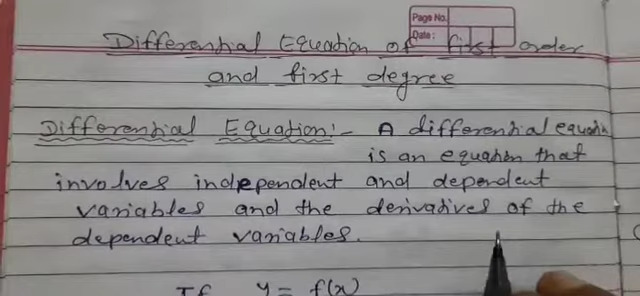 Page No.
Date:
Differential Equation of first order
and first degree
Differential Equation:- A differential equation
is an equation that
involves independent and dependent
variables and the derivatives of the
dependent variables.
If y = f(x)